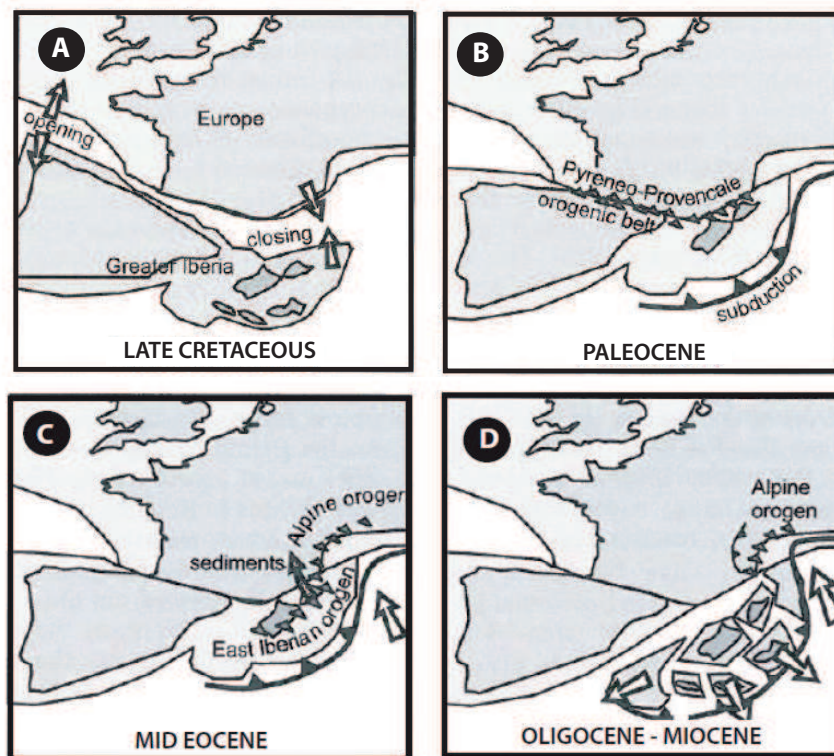 A
opening
Europe
closing
Greater Iberia
LATE CRETACEOUS
B
Pyreneo-Provencale
orogenic belt
subduction
PALEOCENE
C
Alpine oroger
sediments
East Iberian orogen
MID EOCENE
D
Alpine
orogen
OLIGOCENE - MIOCENE